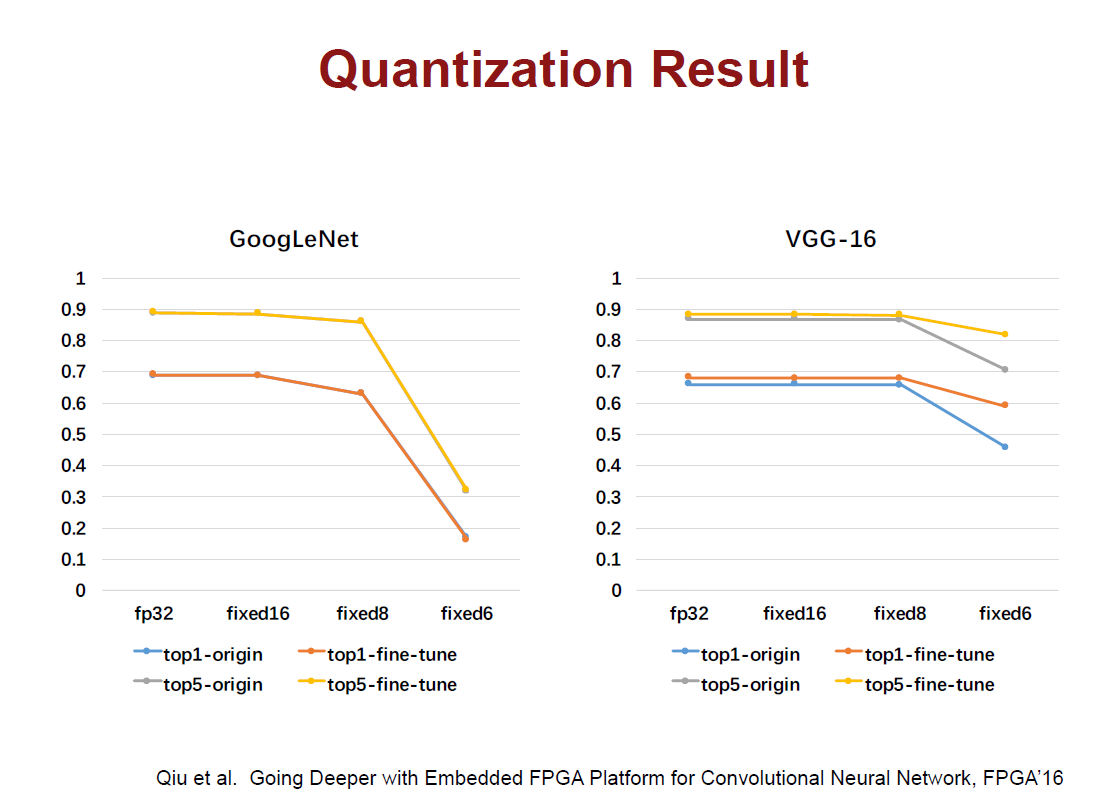 Quantization Result
GoogLeNet
1
0.9
0.8
0.7
0.6
0.5
0.4
0.3
0.2
0.1
0
fp32 fixed16 fixed8 fixed6
top1-origin top1-fine-tune
top5-origin top5-fine-tune
VGG-16
1
0.9
0.8
0.7
0.6
0.5
0.4
0.3
0.2
0.1
0
fp32 fixed16 fixed8 fixed6
top1-origin top1-fine-tune
top5-origin top5-fine-tune
Qiu et al. Going Deeper with Embedded FPGA Platform for Convolutional Neural Network, FPGA’16